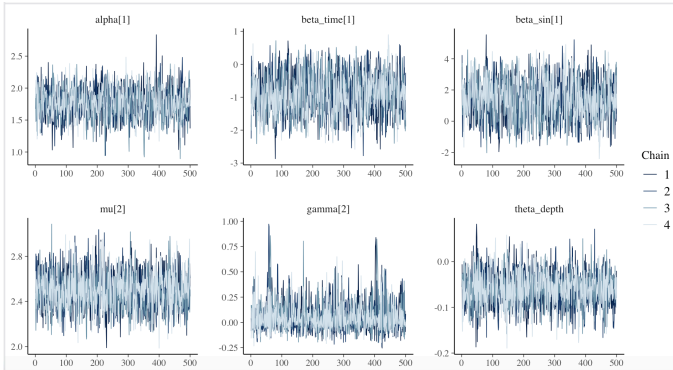 alpha[1] beta_time[1] beta_sin[1]
2.5 2.0 1.5 1.0
0 100 200 300 400 500
1 0 -1 -2 -3
0 100 200 300 400 500
4 2 0 -2
0 100 200 300 400 500
mu[2] gamma[2] theta_depth
2.8 2.4 2.0
0 100 200 300 400 500
1.00 0.75 0.50 0.25 0.00 -0.25
0 100 200 300 400 500
0.0 -0.1 -0.2
0 100 200 300 400 500
Chain
1
2
3
4